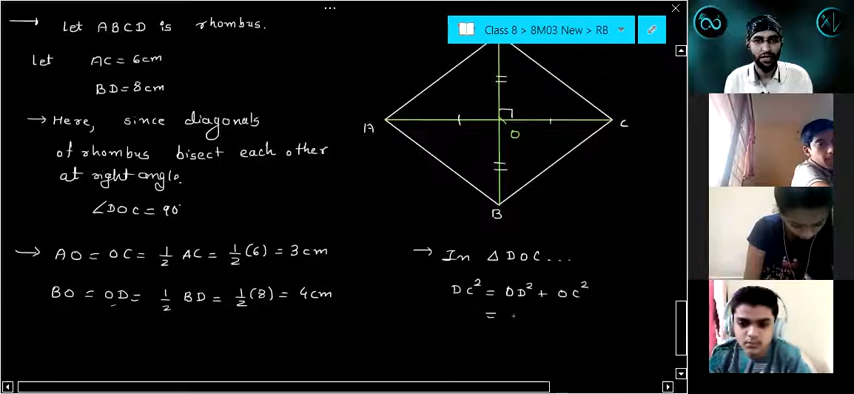 ...
→ Let ABCD is rhombus.
Let AC = 6cm
BD = 8cm
→ Here, since diagonals
of rhombus bisect each other
at right angle.
∠DOC = 90°
→ AO = OC = 1/2 AC = 1/2 (6) = 3cm
BO = OD = 1/2 BD = 1/2 (8) = 4cm
Class 8 > 8M03 New > RB
A
C
O
B
→ In △DOC...
DC² = OD² + OC²
= .